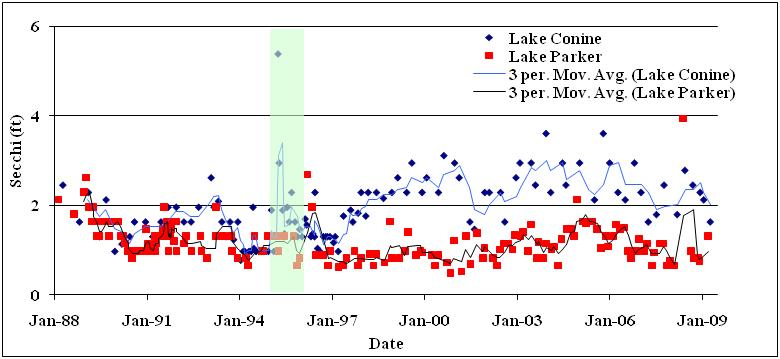 6
Lake Conine
Lake Parker
3 per. Mov. Avg. (Lake Conine)
3 per. Mov. Avg. (Lake Parker)
4
Secchi (ft)
2
0
Jan-88 Jan-91 Jan-94 Jan-97 Jan-00 Jan-03 Jan-06 Jan-09
Date